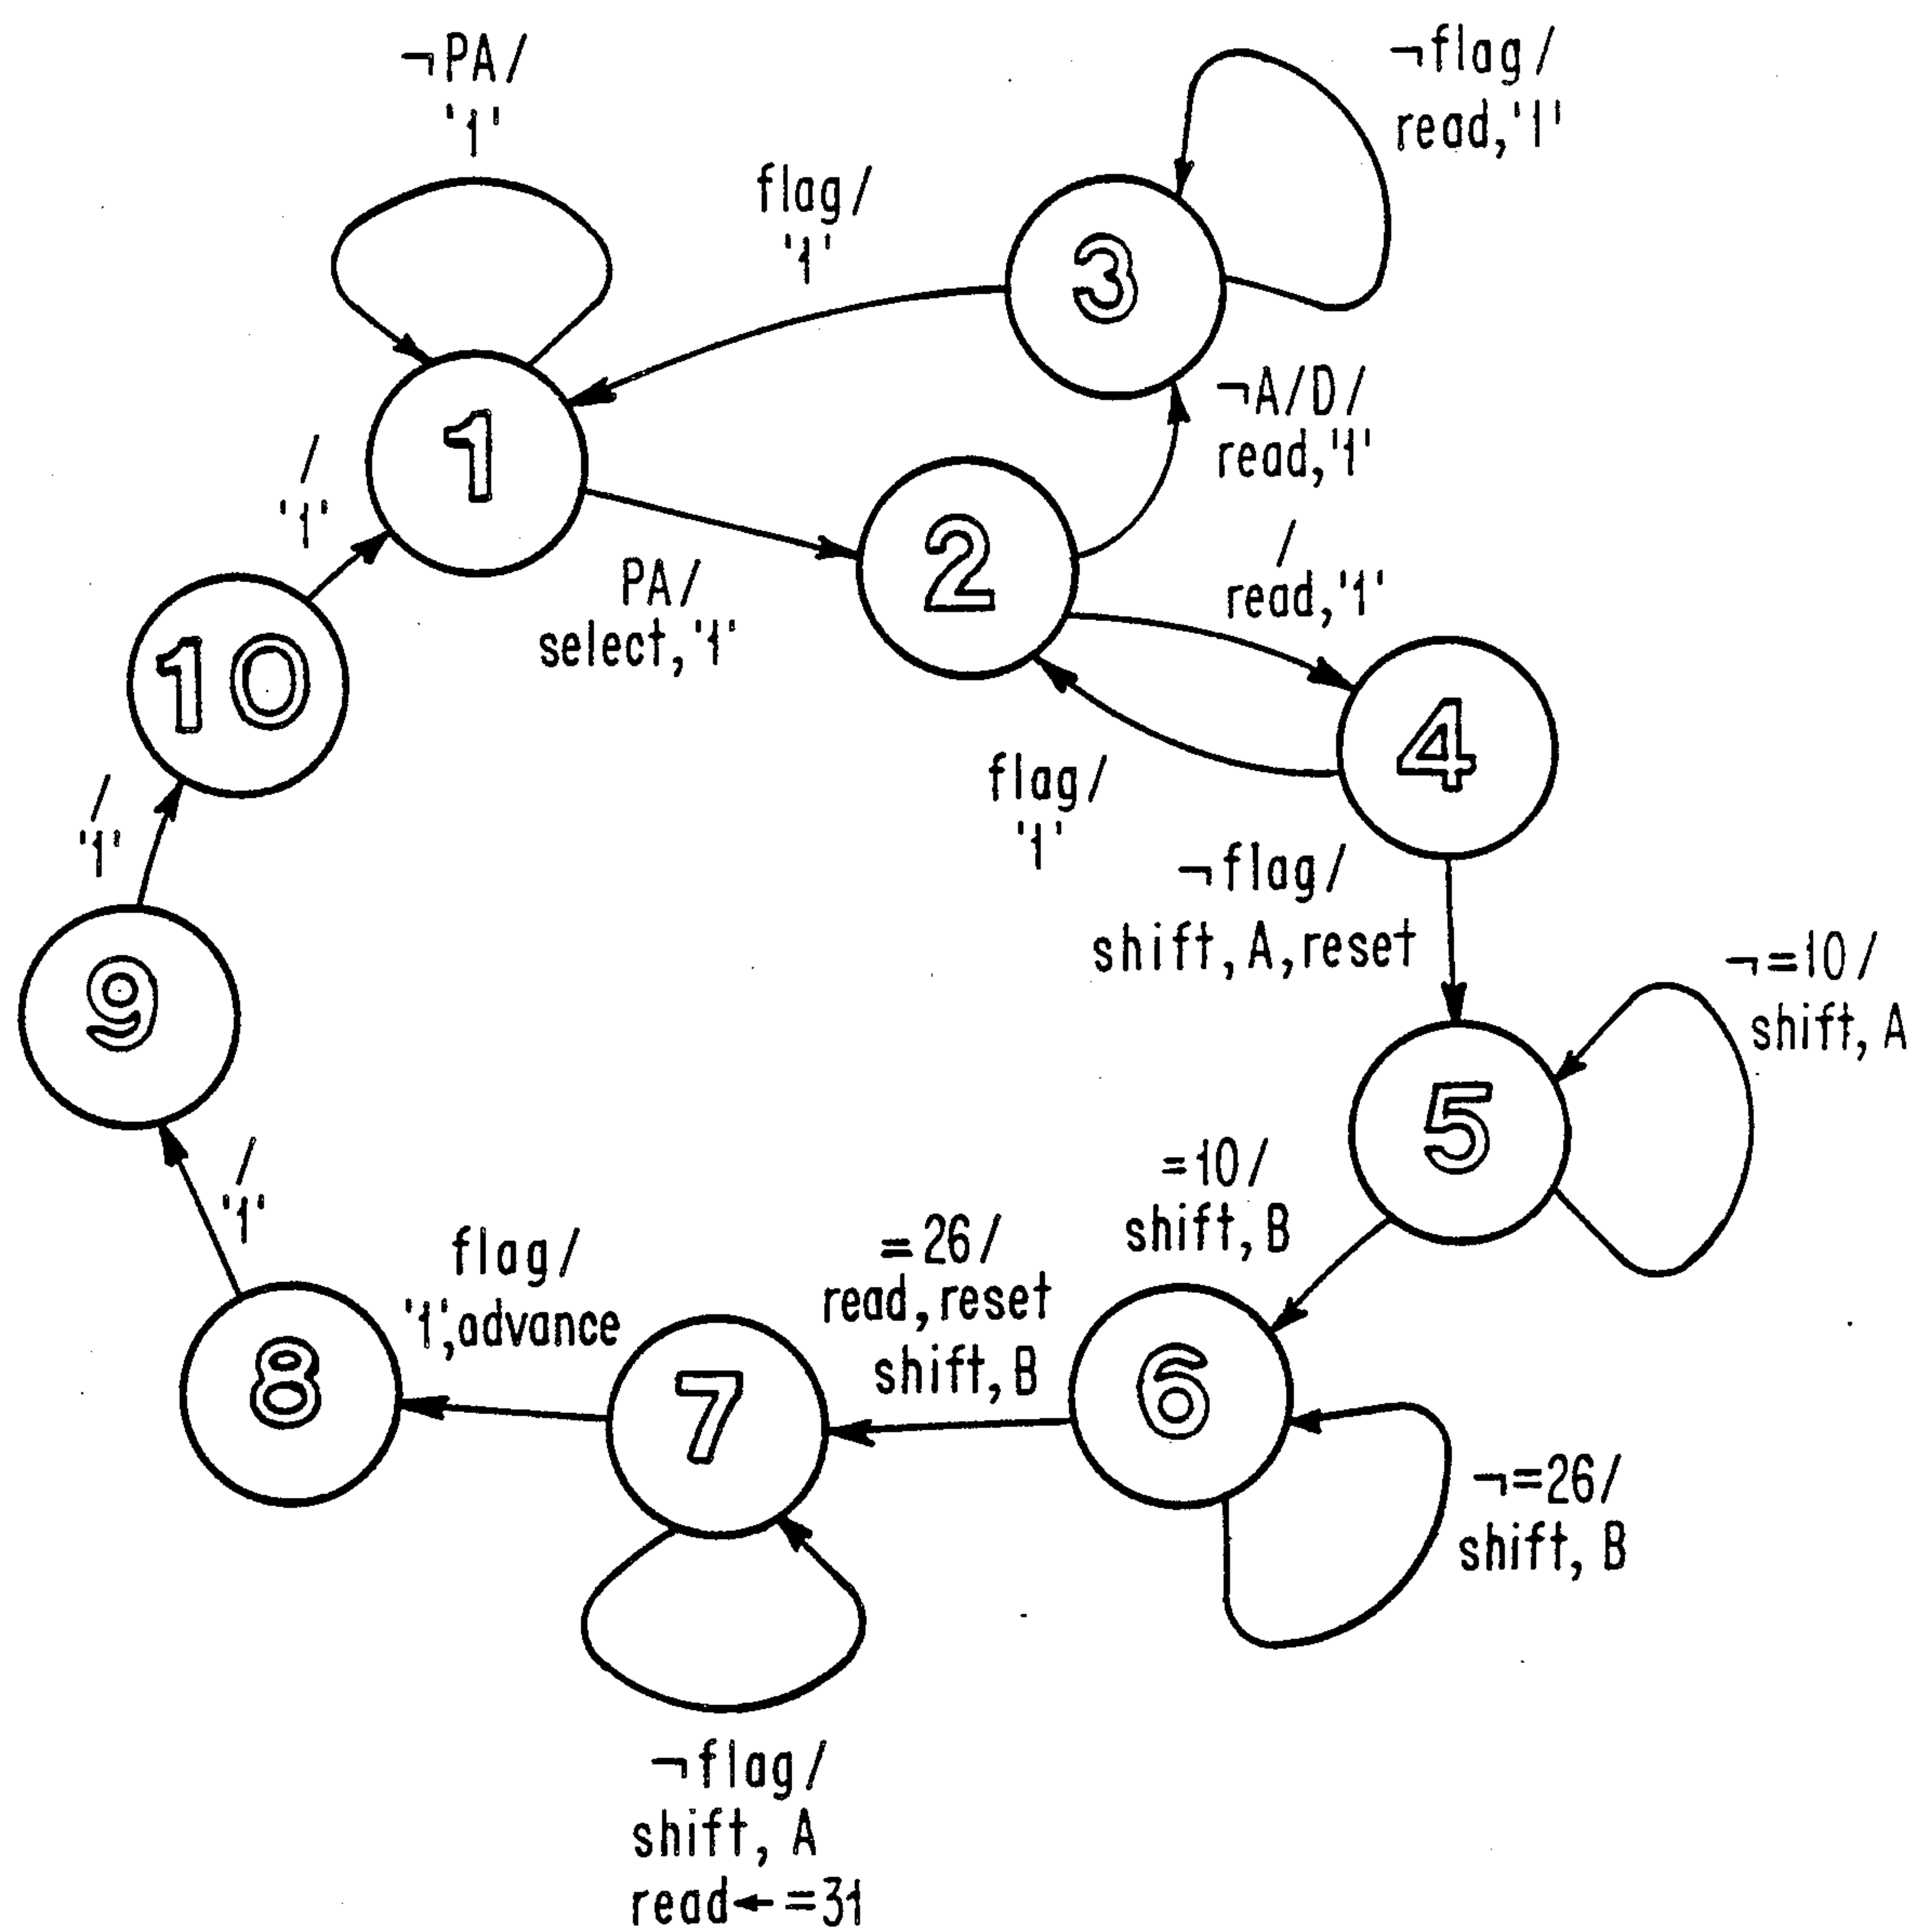 ¬PA/
'1'
¬flag/
read,'1'
flag/
'1'
3
¬A/D/
read,'1'
1
/
'1'
2
/
read,'1'
PA/
select,'1'
10
4
flag/
'1'
/
'1'
¬flag/
shift,A,reset
¬=10/
shift,A
9
5
=10/
shift,B
/
'1'
flag/
'1',advance
=26/
read,reset
shift,B
8
7
6
¬=26/
shift,B
¬flag/
shift, A
read←=31